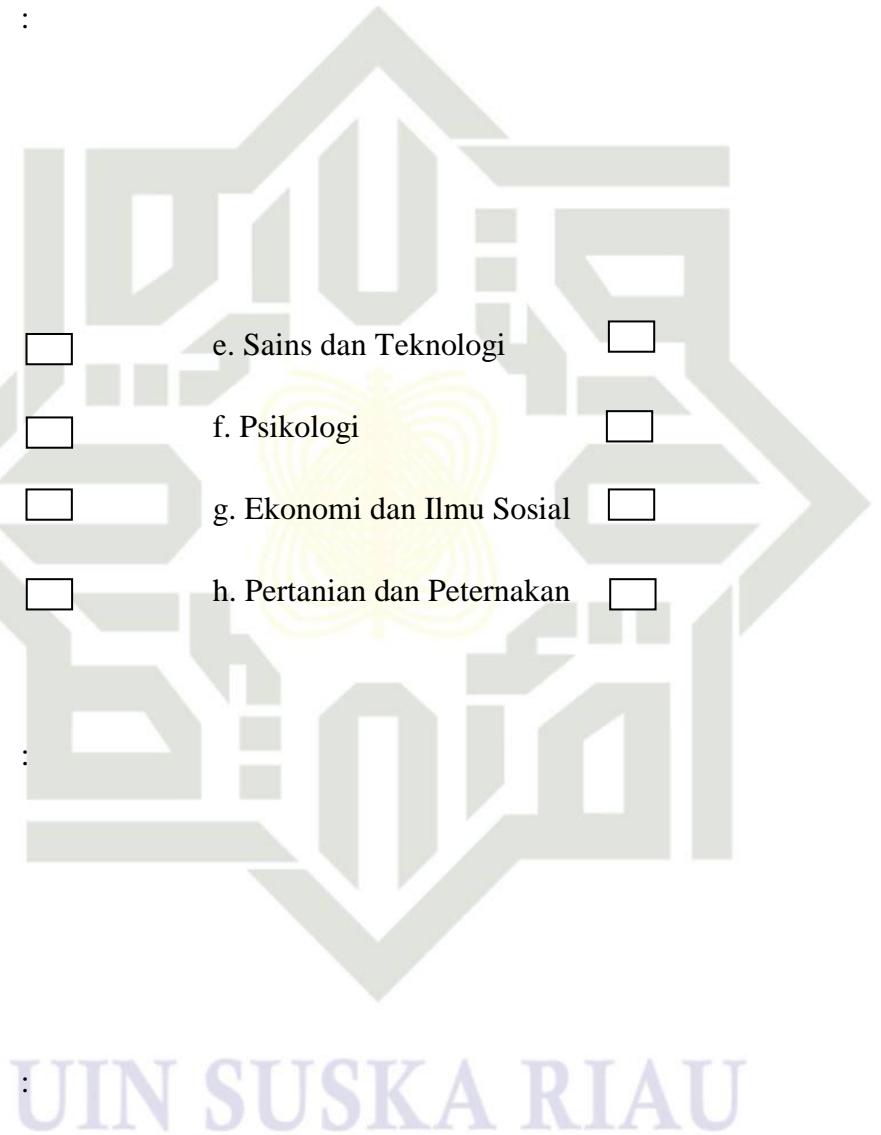 :
e. Sains dan Teknologi
f. Psikologi
g. Ekonomi dan Ilmu Sosial
h. Pertanian dan Peternakan
:
:
UIN SUSKA RIAU